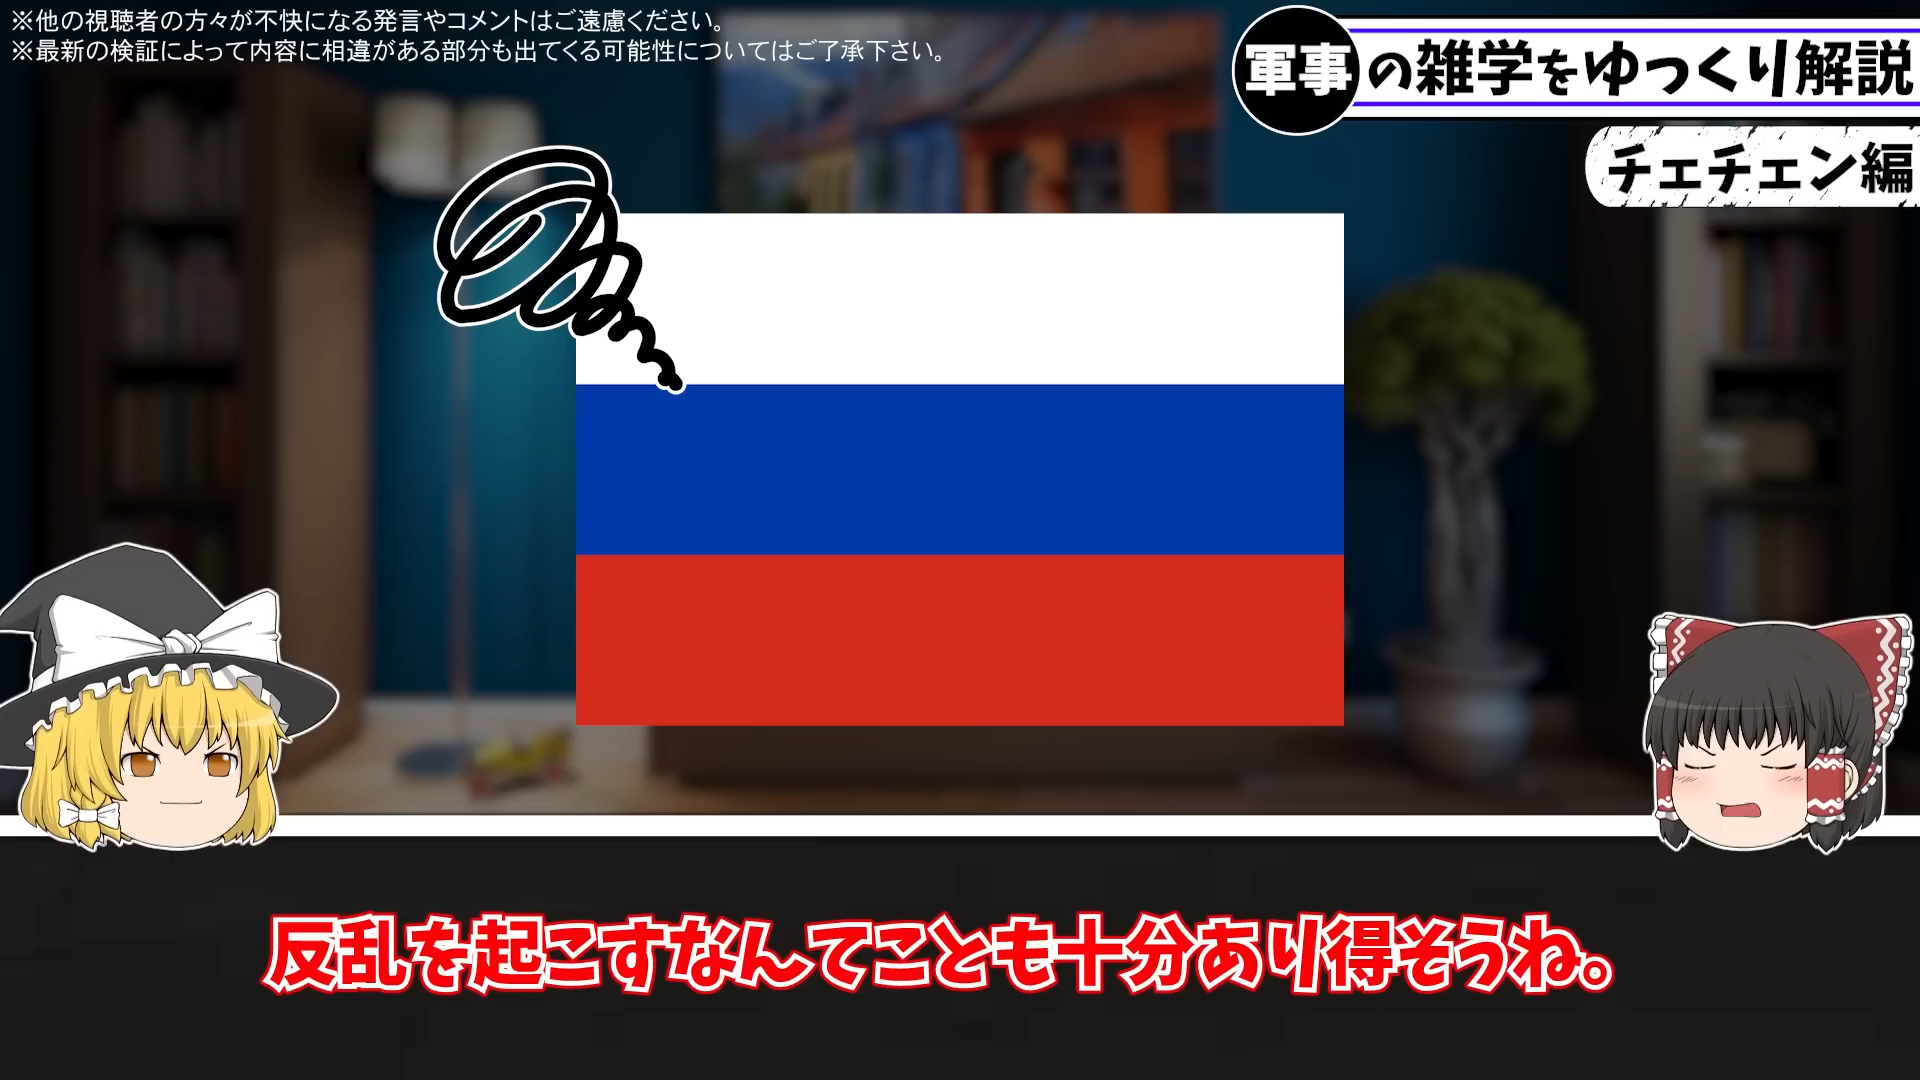 ※他の視聴者の方々が不快になる発言やコメントはご遠慮ください。
※最新の検証によって内容に相違がある部分も出てくる可能性についてはご了承下さい。
軍事の雑学をゆっくり解説
チェチェン編
反乱を起こすなんてことも十分あり得そうね。